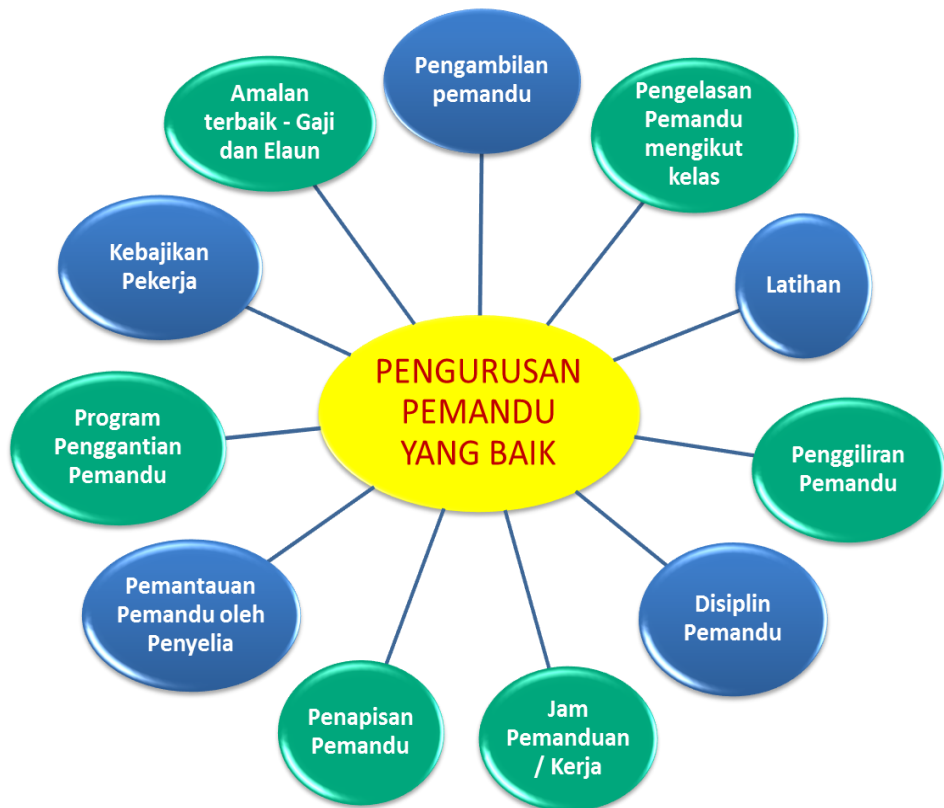 Pengambilan
pemandu
Pengelasan
Pemandu
mengikut
kelas
Latihan
Penggiliran
Pemandu
Disiplin
Pemandu
Jam
Pemanduan
/ Kerja
Penapisan
Pemandu
Pemantauan
Pemandu oleh
Penyelia
Program
Penggantian
Pemandu
Kebajikan
Pekerja
Amalan
terbaik - Gaji
dan Elaun
PENGURUSAN
PEMANDU
YANG BAIK